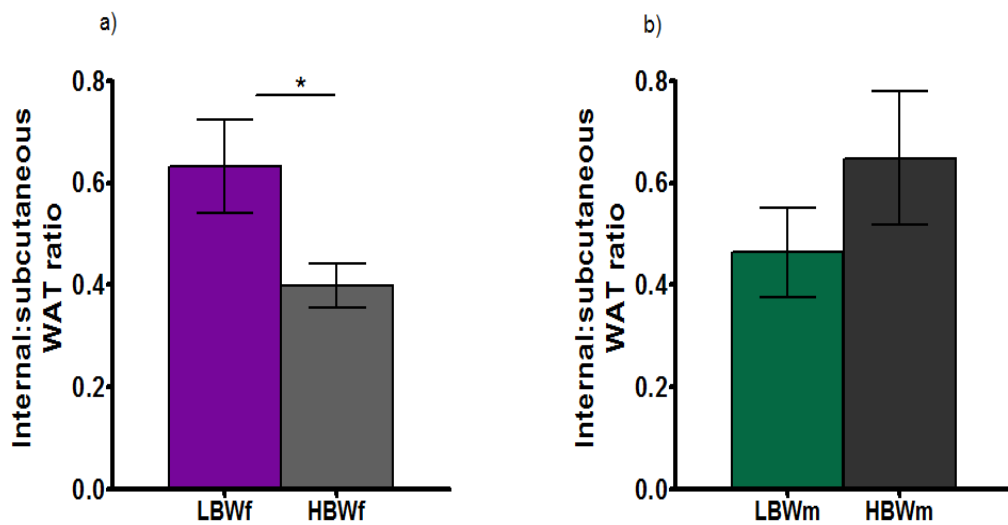 a)
Internal:subcutaneous
WAT ratio
0.8
0.6
0.4
0.2
0.0
*
LBWf HBWf
b)
Internal:subcutaneous
WAT ratio
0.8
0.6
0.4
0.2
0.0
LBWm HBWm